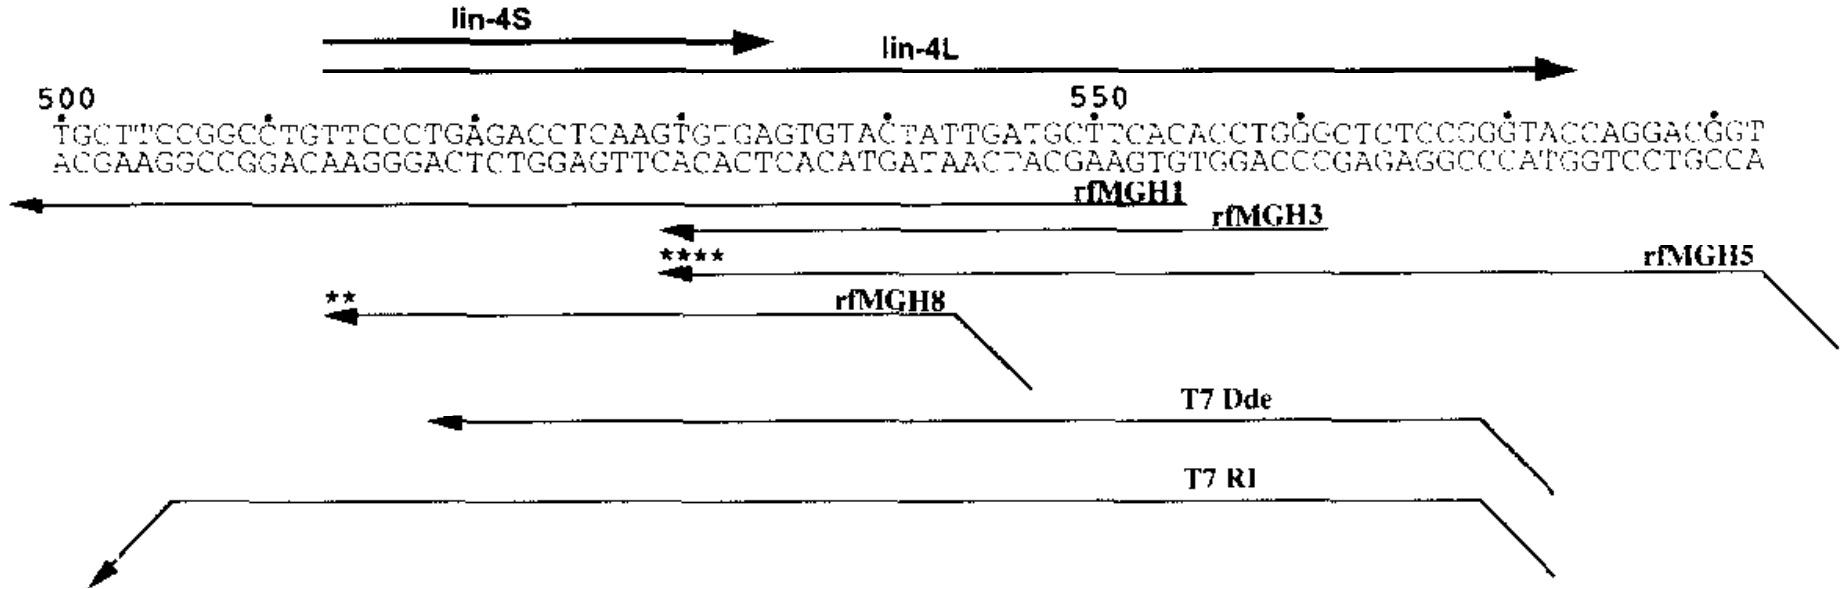 lin-4S
lin-4L
500 550
TGCTTCCGGCCTGTTCCCTGAGACCTCAAGTGTGAGTGTACTATTGATGCTTCACACCTGGGCTCTCCGGGTACCAGGACGGT
ACGAAGGCCGGACAAGGGACTCTGGAGTTCACACTCACATGATAACTACGAAGTGTGGACCCGAGAGGCCCATGGTCCTGCCA
rfMGH1
rfMGH3
**** rfMGH5
** rfMGH8
T7 Dde
T7 RI